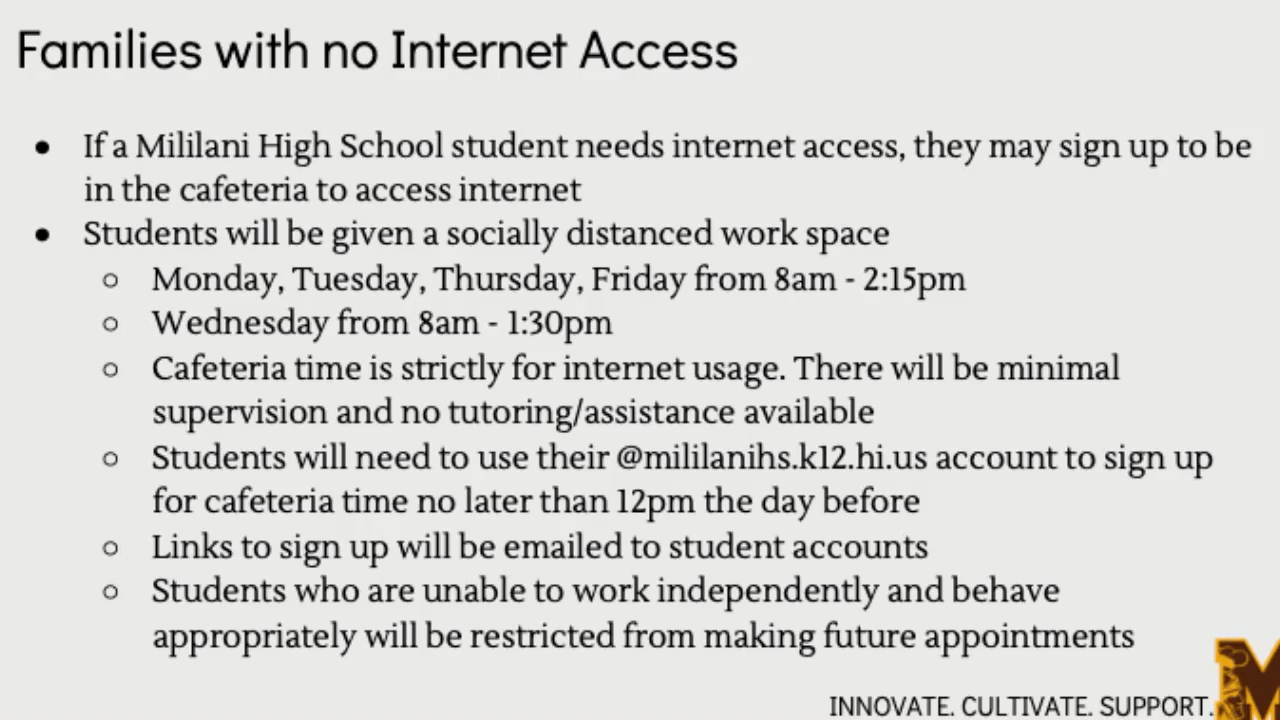 Families with no Internet Access
● If a Mililani High School student needs internet access, they may sign up to be
in the cafeteria to access internet
● Students will be given a socially distanced work space
○ Monday, Tuesday, Thursday, Friday from 8am - 2:15pm
○ Wednesday from 8am - 1:30pm
○ Cafeteria time is strictly for internet usage. There will be minimal
supervision and no tutoring/assistance available
○ Students will need to use their @mililanihs.k12.hi.us account to sign up
for cafeteria time no later than 12pm the day before
○ Links to sign up will be emailed to student accounts
○ Students who are unable to work independently and behave
appropriately will be restricted from making future appointments
INNOVATE. CULTIVATE. SUPPORT.
M